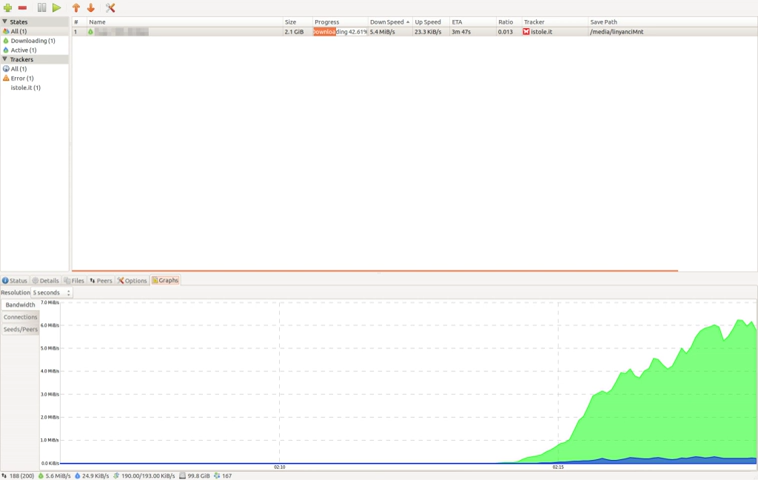 States
All (1)
Downloading (1)
Active (1)
Trackers
All (1)
Error (1)
istole.it (1)
# Name Size Progress Down Speed Up Speed ETA Ratio Tracker Save Path
1 2.1 GiB Downloading 42.61% 5.4 MiB/s 23.3 KiB/s 3m 47s 0.013 istole.it /media/linyanciMnt
Status Details Files Peers Options Graphs
Resolution 5 seconds
Bandwidth
Connections
Seeds/Peers
7.0 MiB/s
6.0 MiB/s
5.0 MiB/s
4.0 MiB/s
3.0 MiB/s
2.0 MiB/s
1.0 MiB/s
0.0 KiB/s
02:10 02:15
188 (200) 5.6 MiB/s 24.9 KiB/s 190.00/193.00 KiB/s 99.8 GiB 167